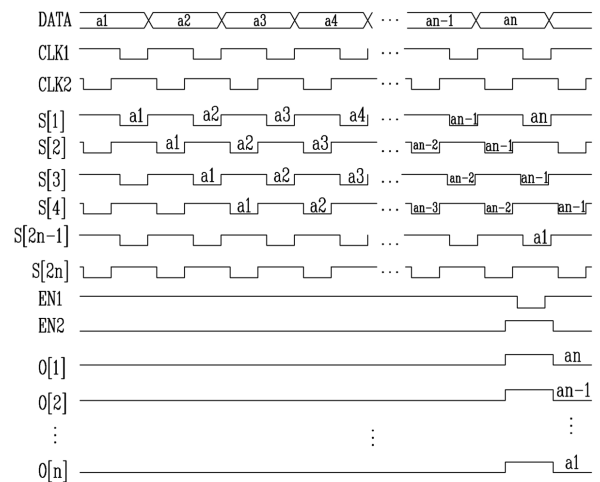 DATA a1 a2 a3 a4 ··· an-1 an
CLK1 ···
CLK2 ···
S[1] a1 a2 a3 a4 ··· an-1 an
S[2] a1 a2 a3 ··· an-2 an-1
S[3] a1 a2 a3 ··· an-2 an-1
S[4] a1 a2 ··· an-3 an-2 an-1
S[2n-1] ··· a1
S[2n] ···
EN1
EN2
O[1] an
O[2] an-1
⋮ ⋮ ⋮
O[n] a1